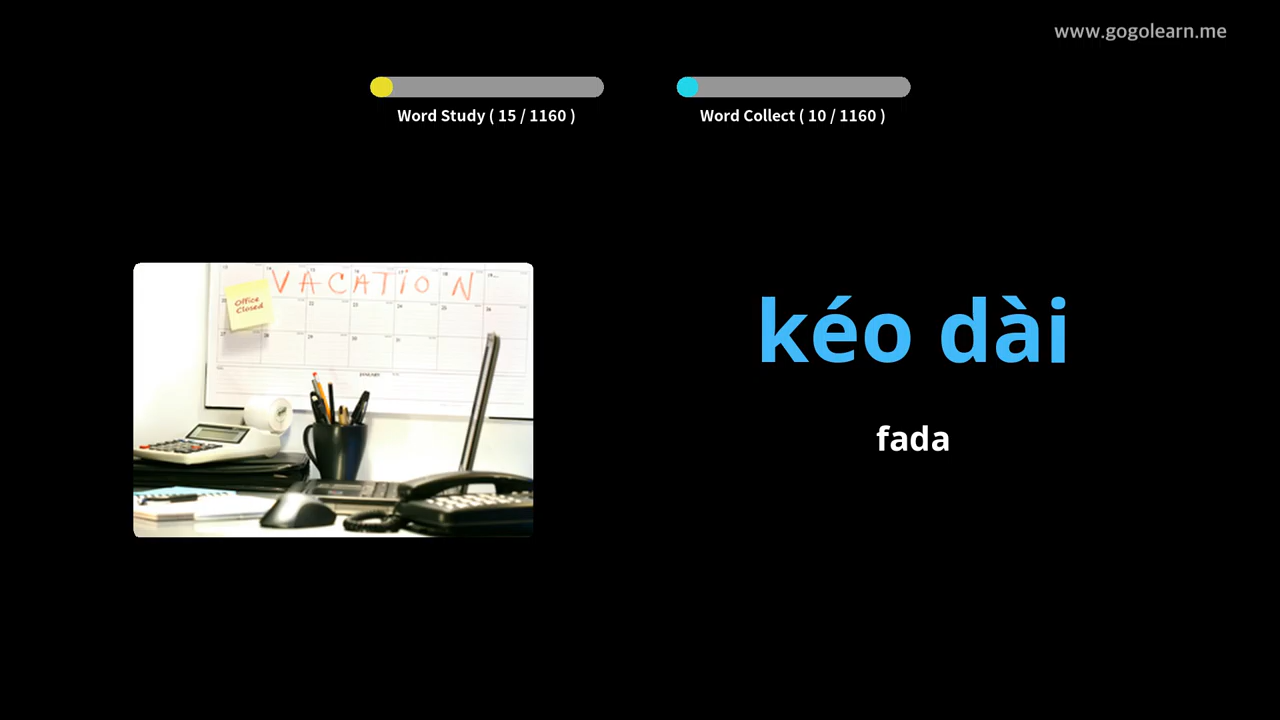 www.gogolearn.me
Word Study ( 15 / 1160 )
Word Collect ( 10 / 1160 )
VACATION
Office
Closed
kéo dài
fada